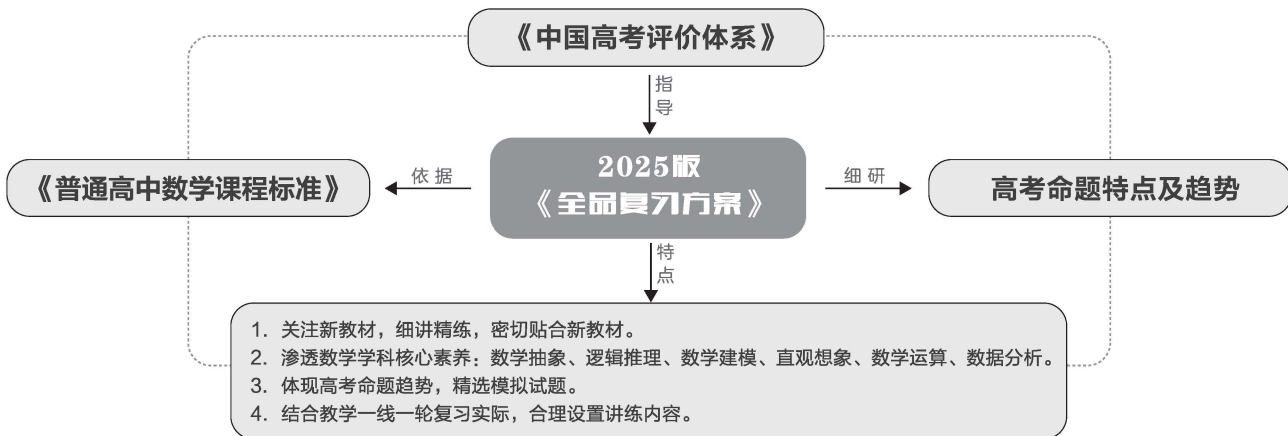 《中国高考评价体系》
指
导
《普通高中数学课程标准》
依据
2025版
《全品复习方案》
细研
高考命题特点及趋势
特
点
1. 关注新教材，细讲精练，密切贴合新教材。
2. 渗透数学学科核心素养：数学抽象、逻辑推理、数学建模、直观想象、数学运算、数据分析。
3. 体现高考命题趋势，精选模拟试题。
4. 结合教学一线一轮复习实际，合理设置讲练内容。